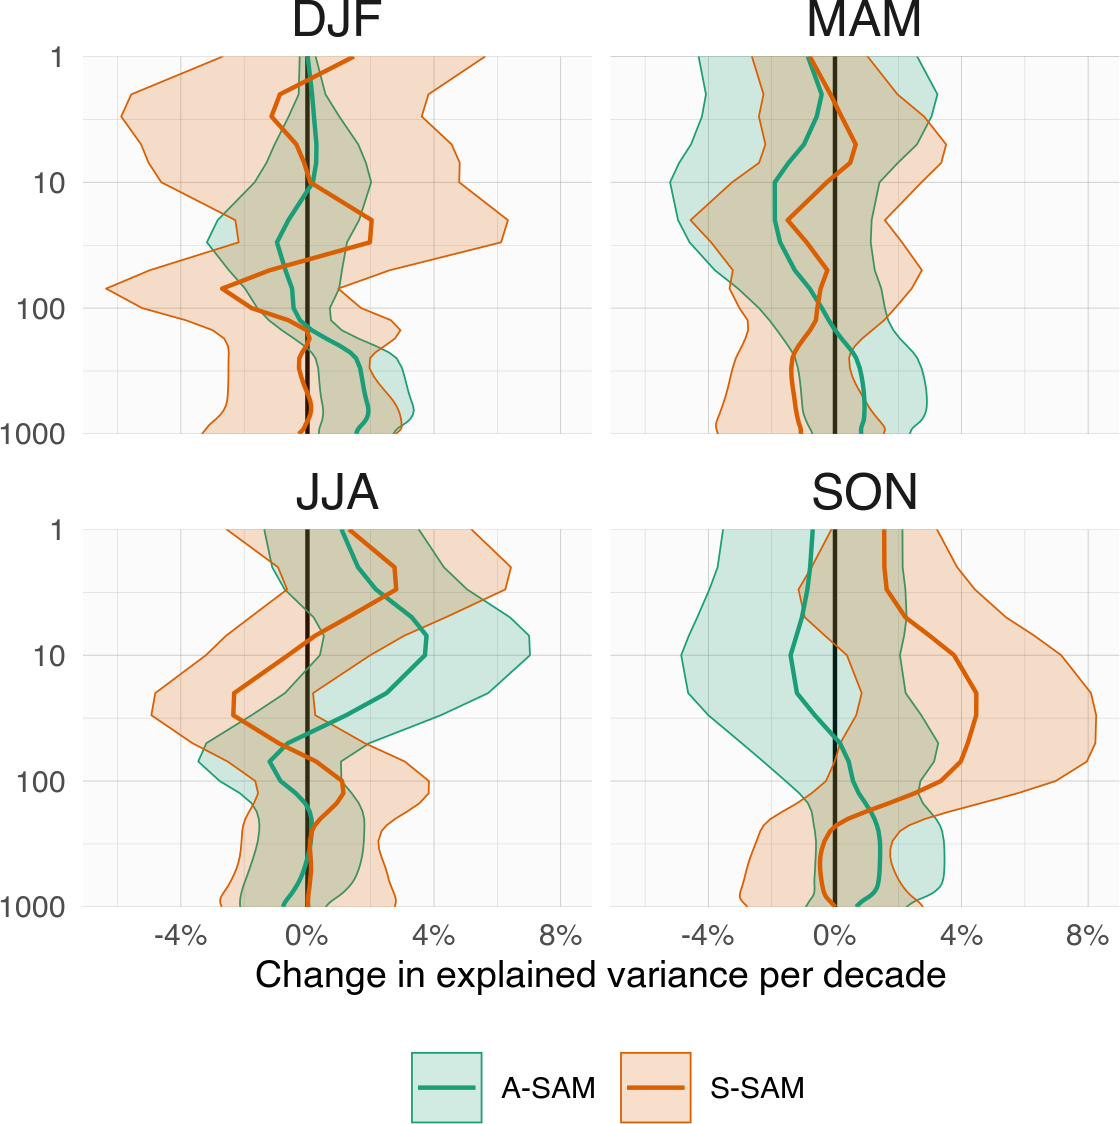 DJF
MAM
1
10
100
1000
JJA
SON
1
10
100
1000
-4% 0% 4% 8% -4% 0% 4% 8%
Change in explained variance per decade
A-SAM S-SAM